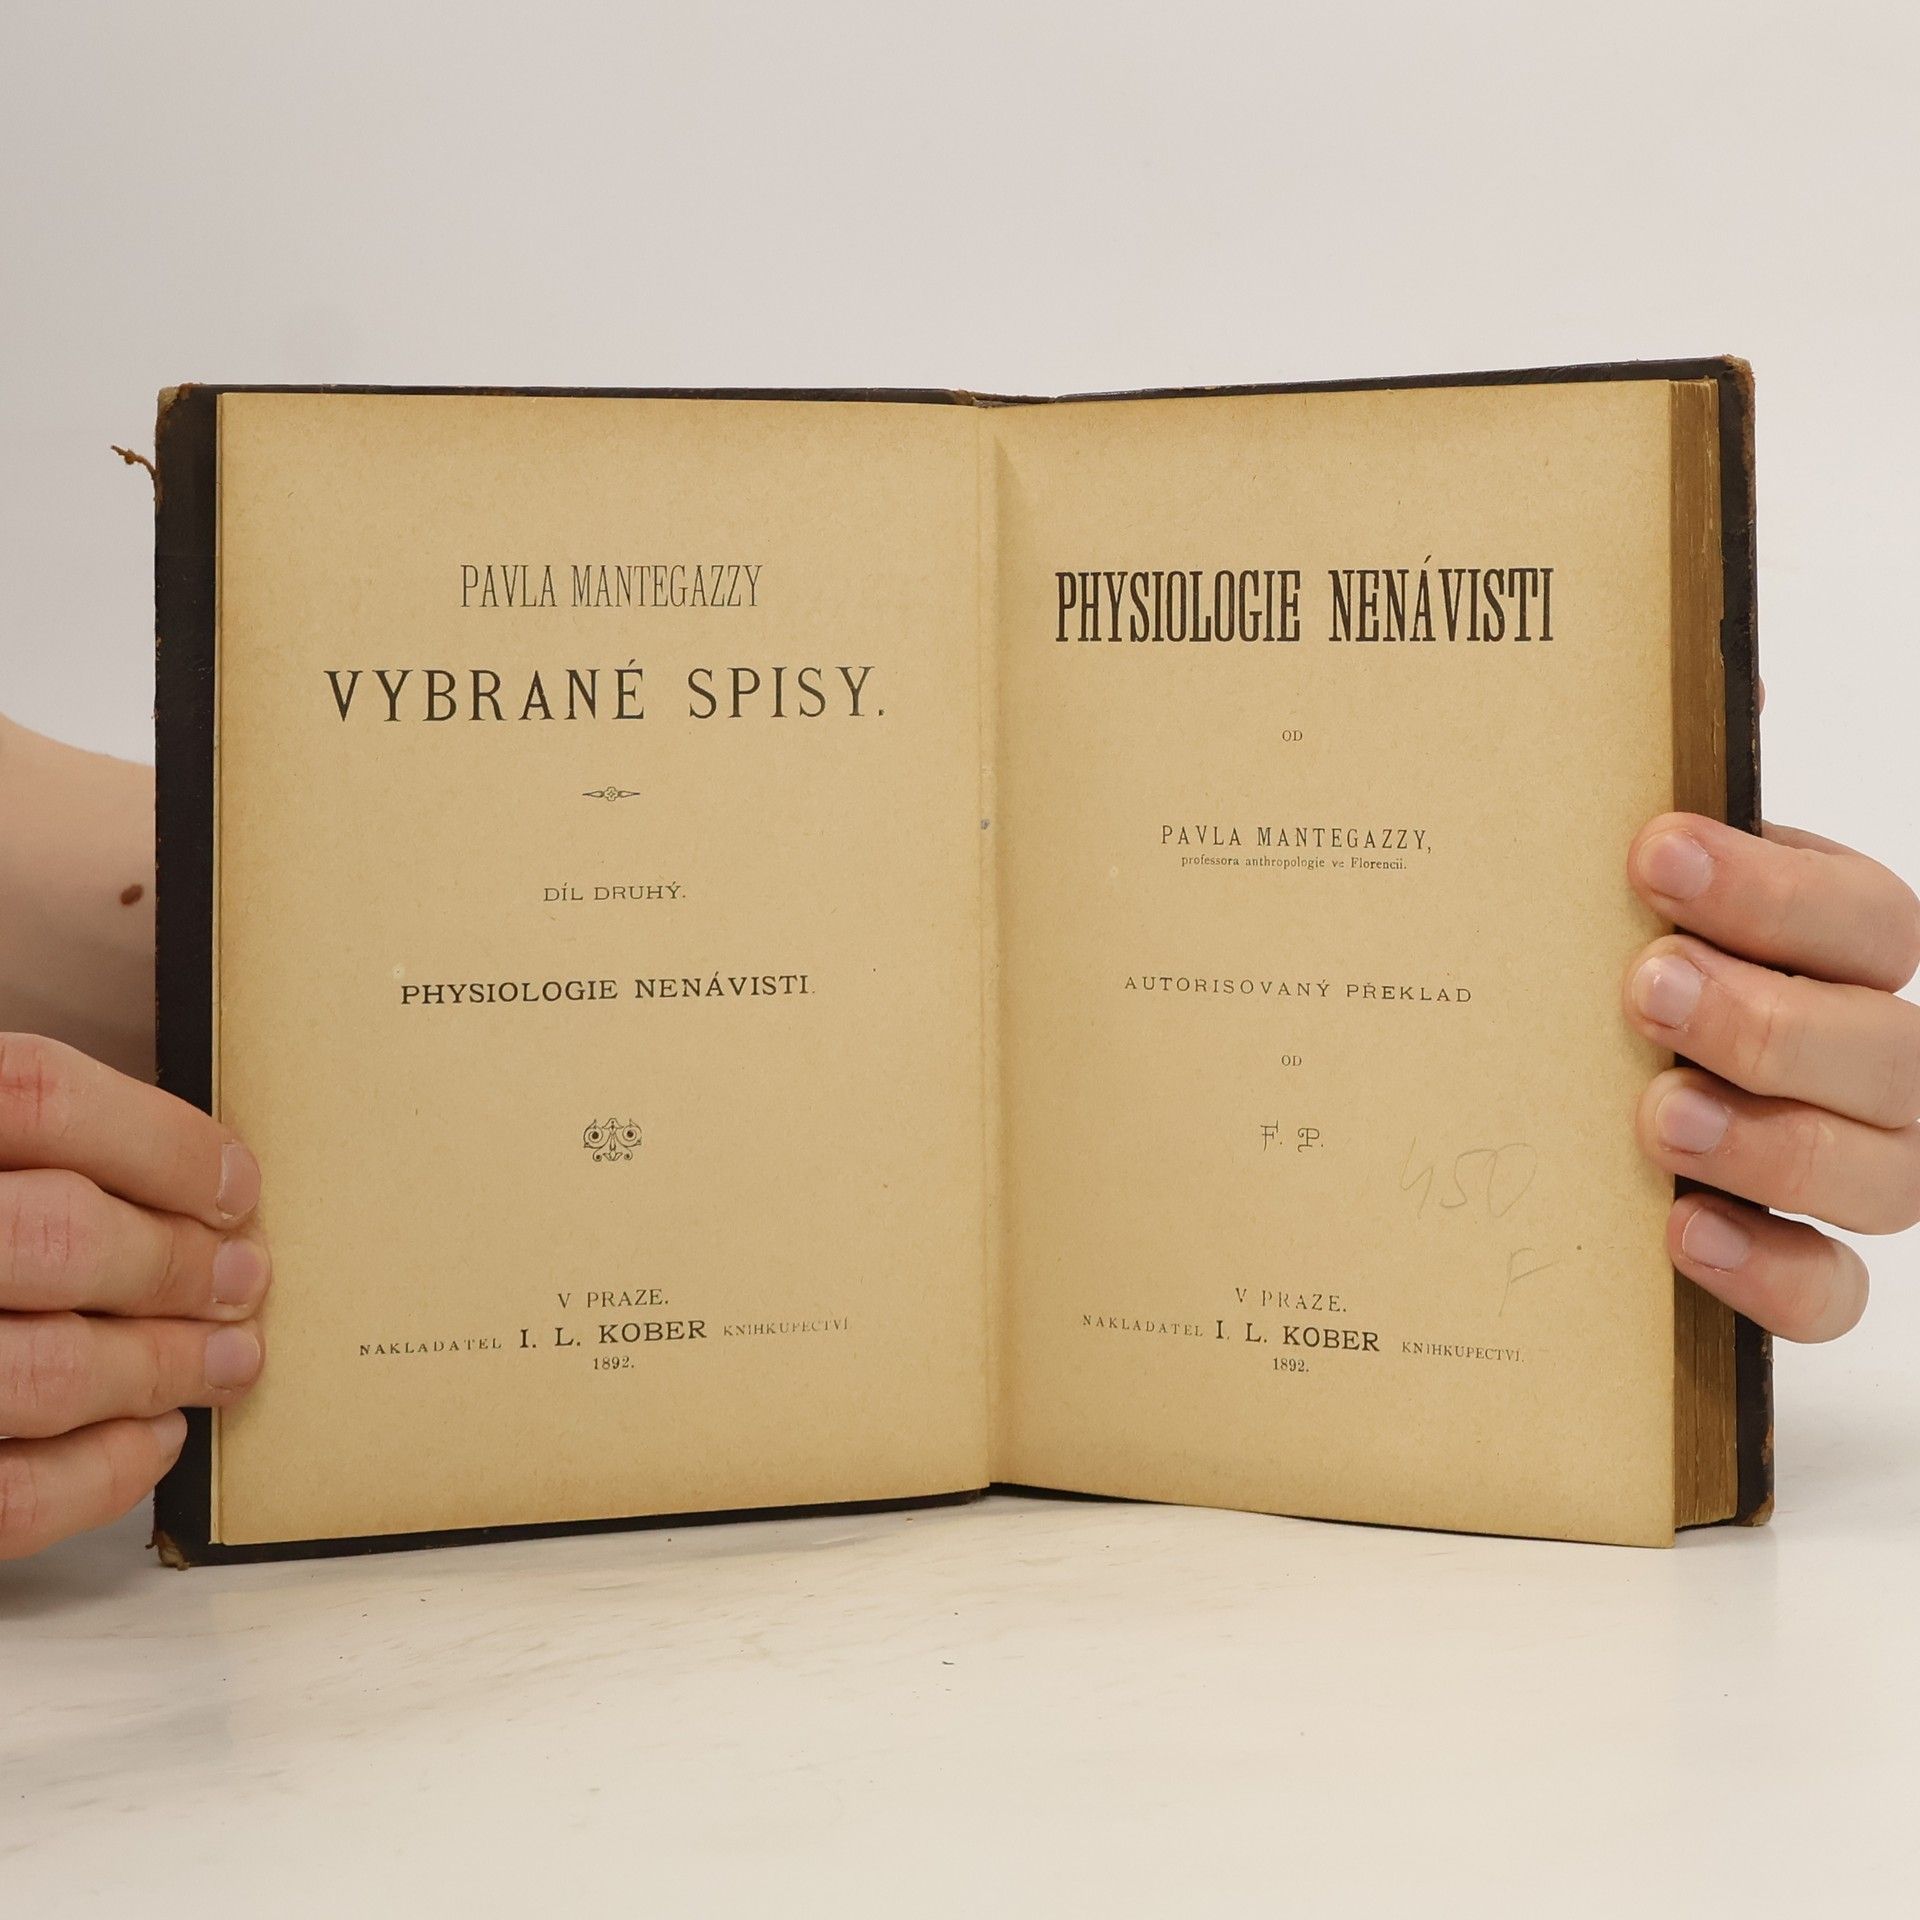 PAVLA MANTEGAZZY
VYBRANÉ SPISY.
DÍL DRUHÝ.
PHYSIOLOGIE NENÁVISTI.
V PRAZE.
NAKLADATEL I. L. KOBER KNIHKUPECTVÍ.
1892.
PHYSIOLOGIE NENÁVISTI
OD
PAVLA MANTEGAZZY,
professora anthropologie ve Florencii.
AUTORISOVANÝ PŘEKLAD
OD
F. P.
450
F
V PRAZE.
NAKLADATEL I. L. KOBER KNIHKUPECTVÍ.
1892.